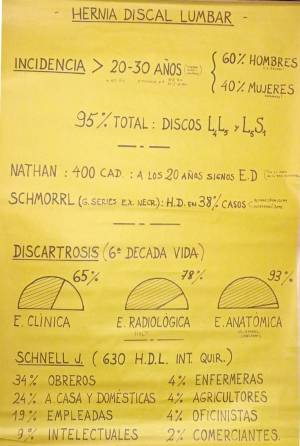 - HERNIA DISCAL LUMBAR -
INCIDENCIA > 20-30 AÑOS { 60% HOMBRES
40% MUJERES
95% TOTAL: DISCOS L4L5 y L5S1
NATHAN: 400 CAD.: A LOS 20 AÑOS SIGNOS E.D
SCHMORRL (G. SERIES EX. NECR.): H.D. EN 38% CASOS
DISCARTROSIS (6ª DECADA VIDA)
65% 78% 93%
E. CLÍNICA E. RADIOLÓGICA E. ANATÓMICA
SCHNELL J. (630 H.D.L. INT. QUIR.)
34% OBREROS 4% ENFERMERAS
24% A CASA Y DOMÉSTICAS 4% AGRICULTORES
19% EMPLEADAS 4% OFICINISTAS
9% INTELECTUALES 2% COMERCIANTES.